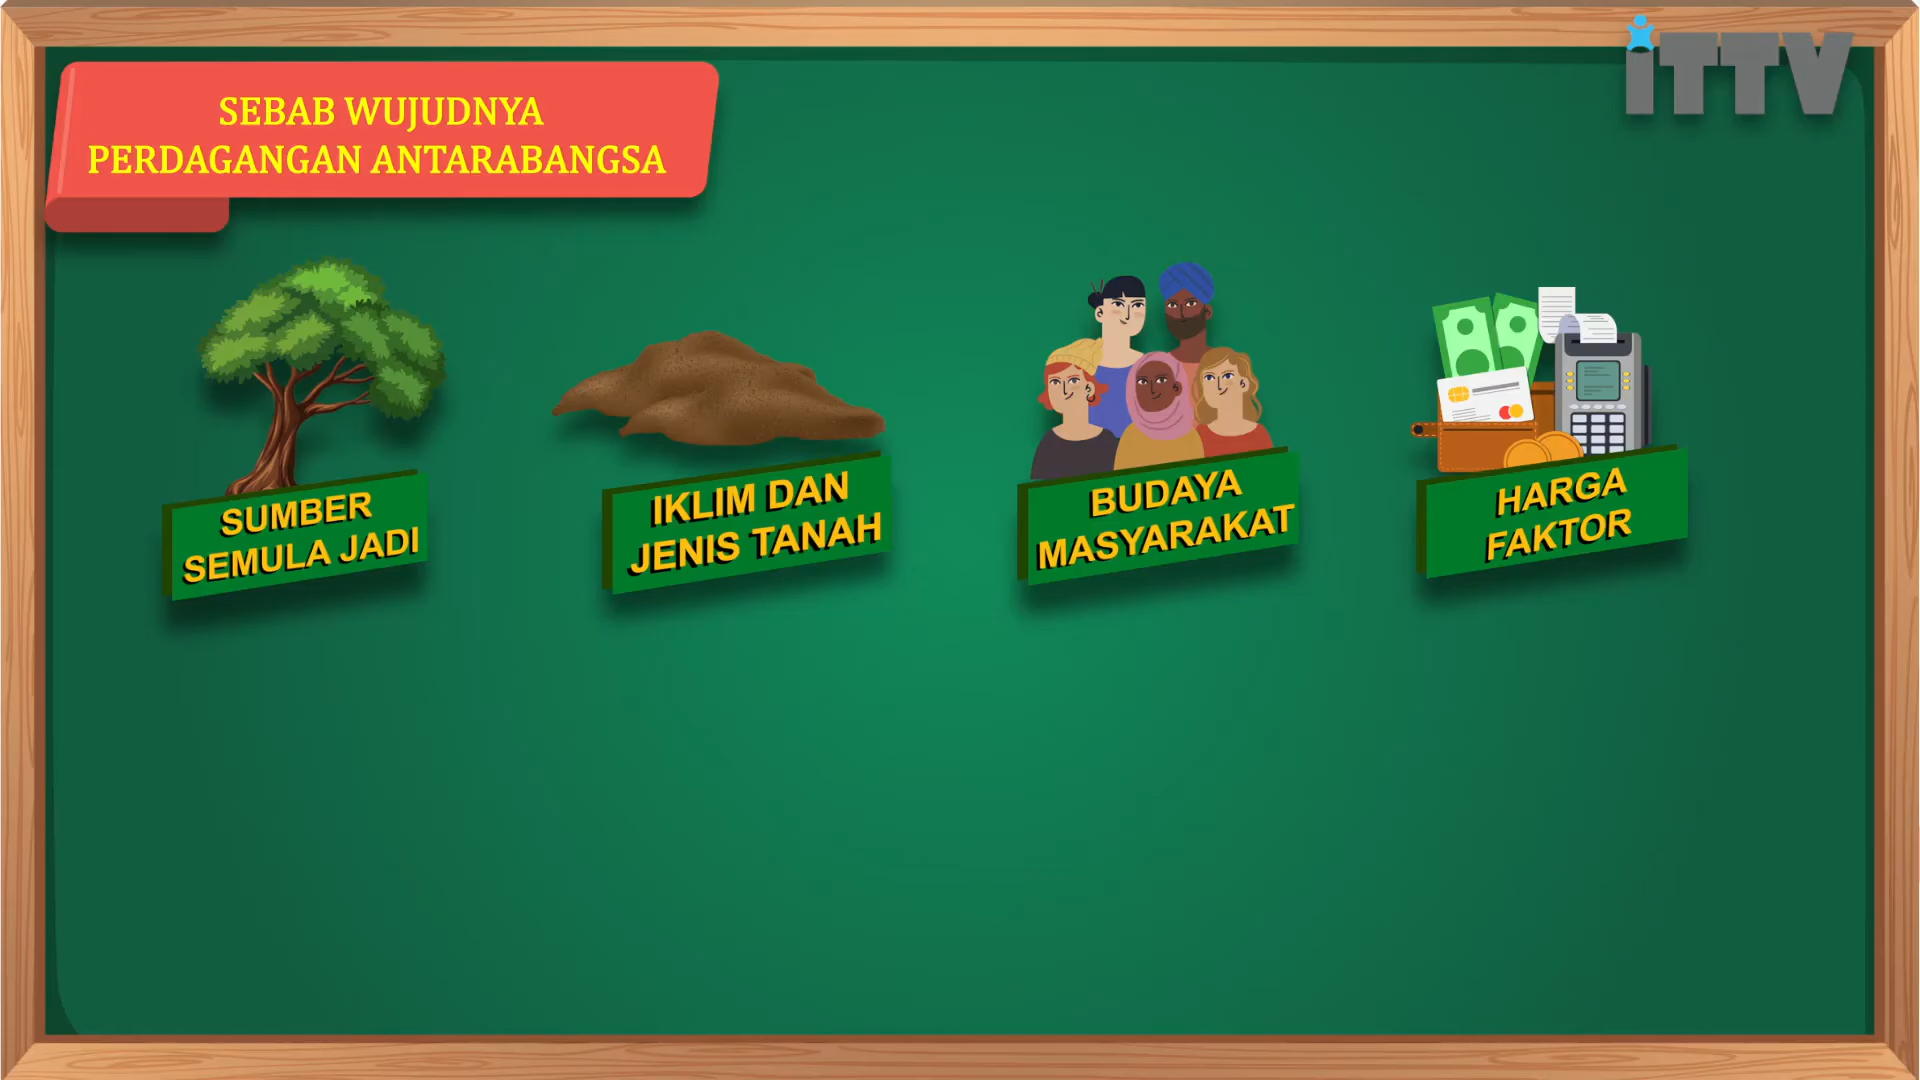 SEBAB WUJUDNYA
PERDAGANGAN ANTARABANGSA
iTTV
SUMBER
SEMULA JADI
IKLIM DAN
JENIS TANAH
BUDAYA
MASYARAKAT
HARGA
FAKTOR